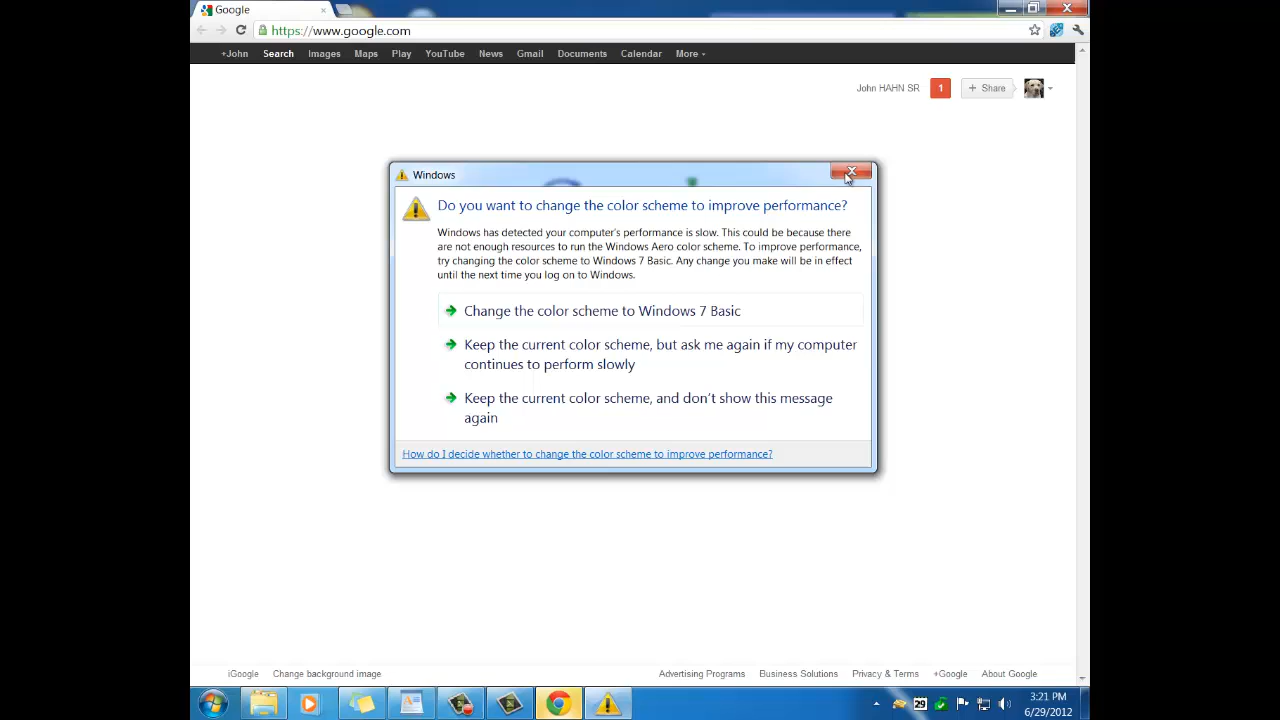 Google
https://www.google.com
+John Search Images Maps Play YouTube News Gmail Documents Calendar More
John HAHN SR 1 + Share
Windows
Do you want to change the color scheme to improve performance?
Windows has detected your computer's performance is slow. This could be because there
are not enough resources to run the Windows Aero color scheme. To improve performance,
try changing the color scheme to Windows 7 Basic. Any change you make will be in effect
until the next time you log on to Windows.
Change the color scheme to Windows 7 Basic
Keep the current color scheme, but ask me again if my computer
continues to perform slowly
Keep the current color scheme, and don't show this message
again
How do I decide whether to change the color scheme to improve performance?
iGoogle Change background image Advertising Programs Business Solutions Privacy & Terms +Google About Google
29 3:21 PM
6/29/2012